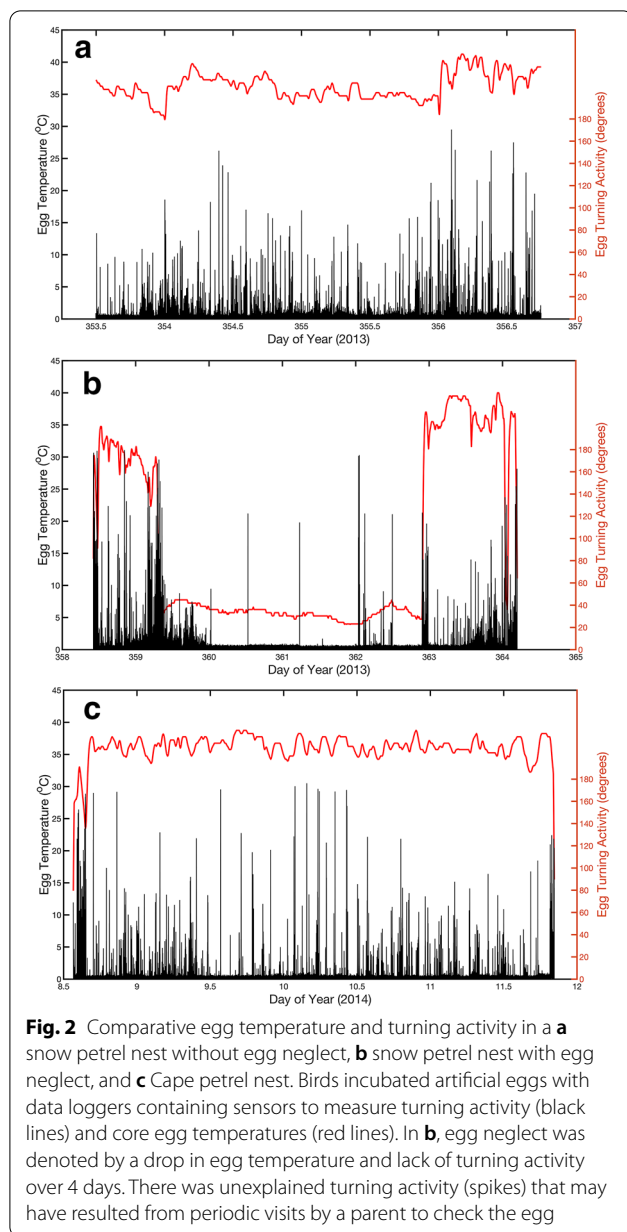 a
45
40
35
30
25
20
15
10
5
0
Egg Temperature (°C)
180
160
140
120
100
80
60
40
20
0
Egg Turning Activity (degrees)
353.5 354 354.5 355 355.5 356 356.5 357
Day of Year (2013)
b
45
40
35
30
25
20
15
10
5
0
Egg Temperature (°C)
180
160
140
120
100
80
60
40
20
0
Egg Turning Activity (degrees)
358 359 360 361 362 363 364 365
Day of Year (2013)
c
45
40
35
30
25
20
15
10
5
0
Egg Temperature (°C)
180
160
140
120
100
80
60
40
20
0
Egg Turning Activity (degrees)
8.5 9 9.5 10 10.5 11 11.5 12
Day of Year (2014)
Fig. 2 Comparative egg temperature and turning activity in a a
snow petrel nest without egg neglect, b snow petrel nest with egg
neglect, and c Cape petrel nest. Birds incubated artificial eggs with
data loggers containing sensors to measure turning activity (black
lines) and core egg temperatures (red lines). In b, egg neglect was
denoted by a drop in egg temperature and lack of turning activity
over 4 days. There was unexplained turning activity (spikes) that may
have resulted from periodic visits by a parent to check the egg